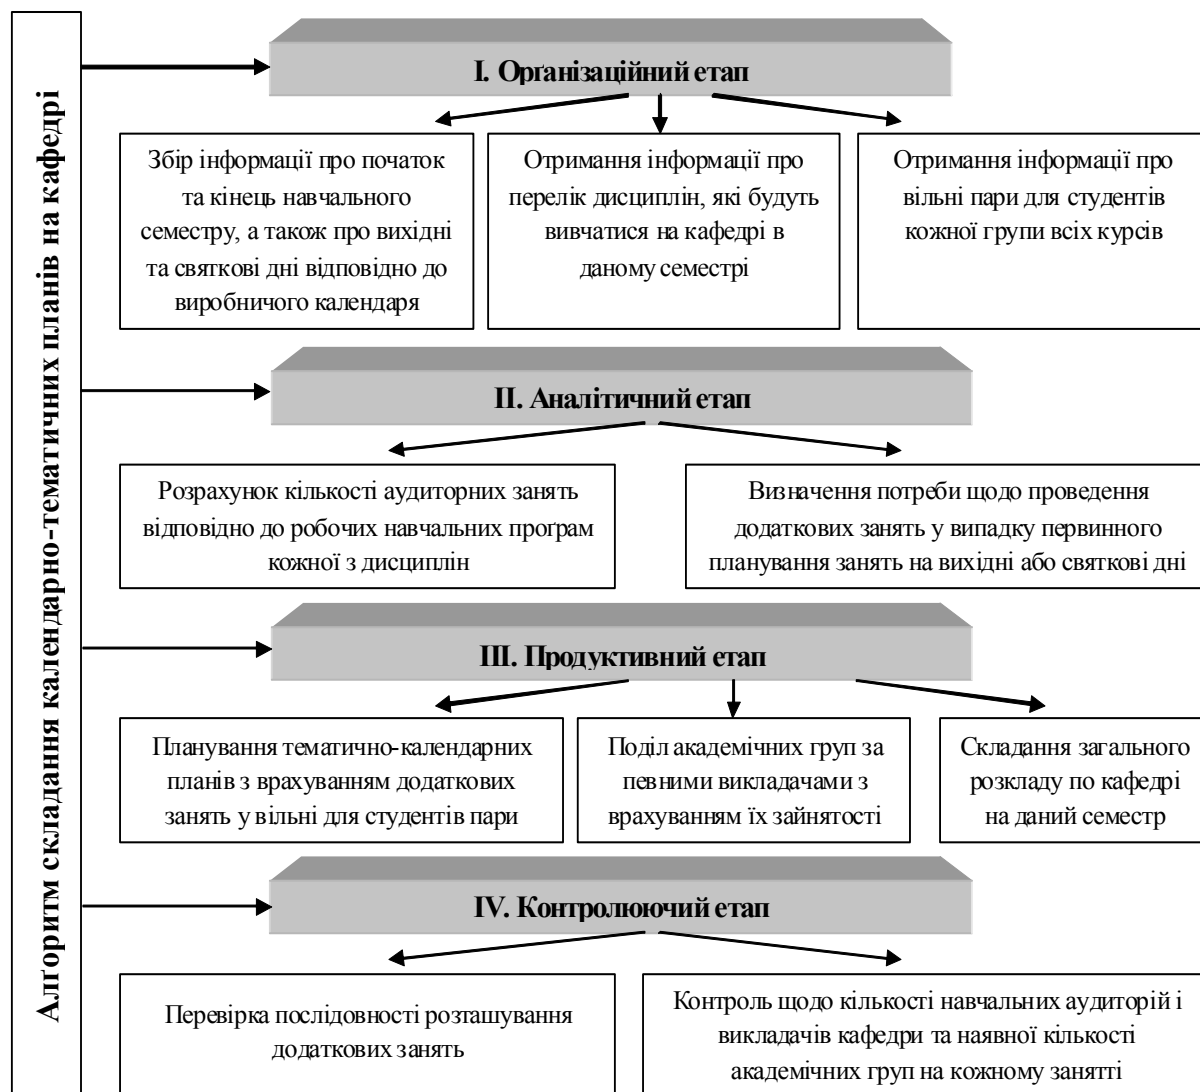 Алгоритм складання календарно-тематичних планів на кафедрі
І. Організаційний етап
Збір інформації про початок
та кінець навчального
семестру, а також про вихідні
та святкові дні відповідно до
виробничого календаря
Отримання інформації про
перелік дисциплін, які будуть
вивчатися на кафедрі в
даному семестрі
Отримання інформації про
вільні пари для студентів
кожної групи всіх курсів
ІІ. Аналітичний етап
Розрахунок кількості аудиторних занять
відповідно до робочих навчальних програм
кожної з дисциплін
Визначення потреби щодо проведення
додаткових занять у випадку первинного
планування занять на вихідні або святкові дні
ІІІ. Продуктивний етап
Планування тематично-календарних
планів з врахуванням додаткових
занять у вільні для студентів пари
Поділ академічних груп за
певними викладачами з
врахуванням їх зайнятості
Складання загального
розкладу по кафедрі
на даний семестр
IV. Контролюючий етап
Перевірка послідовності розташування
додаткових занять
Контроль щодо кількості навчальних аудиторій і
викладачів кафедри та наявної кількості
академічних груп на кожному занятті